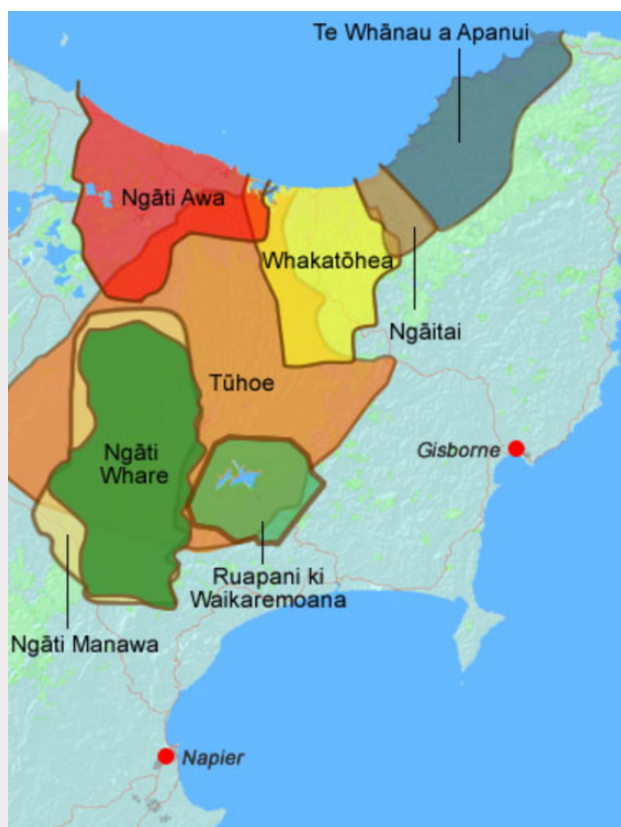 Te Whānau a Apanui
Ngāti Awa
Whakatōhea
Ngāitai
Tūhoe
Ngāti
Whare
Gisborne
Ruapani ki
Waikaremoana
Ngāti Manawa
Napier